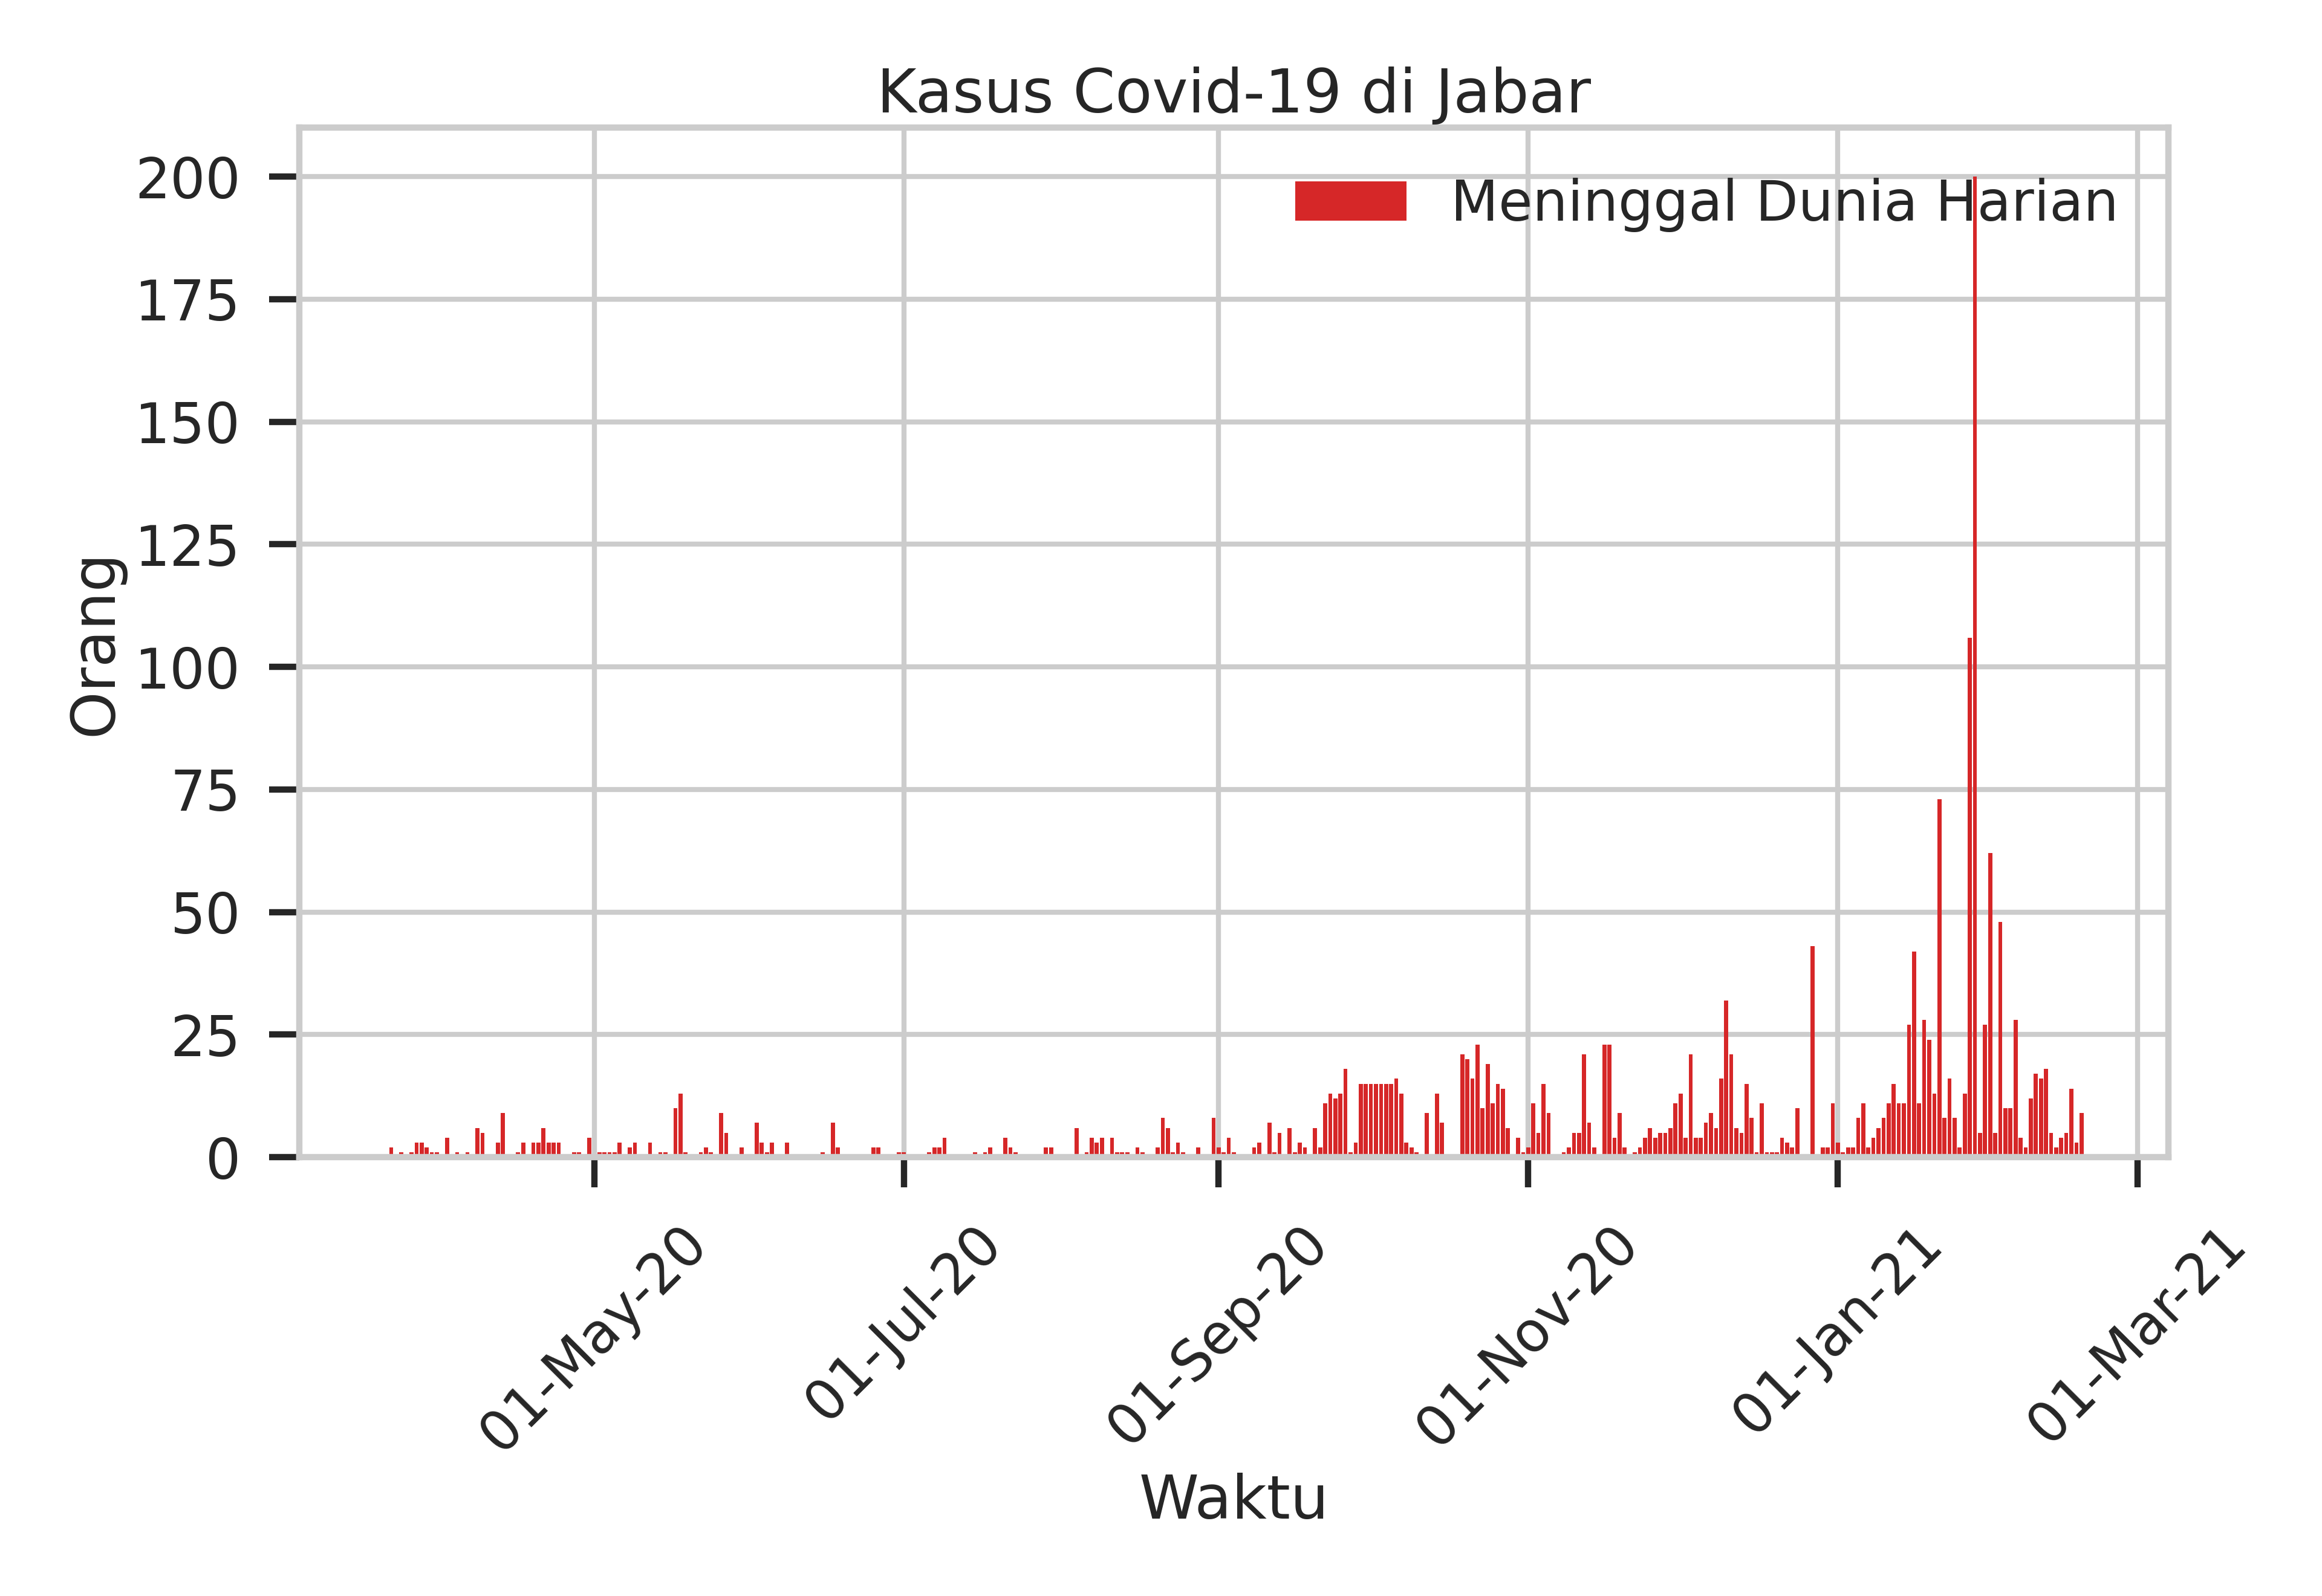 Kasus Covid-19 di Jabar
Meninggal Dunia Harian
200
175
150
125
100
75
50
25
0
Orang
01-May-20
01-Jul-20
01-Sep-20
01-Nov-20
01-Jan-21
01-Mar-21
Waktu